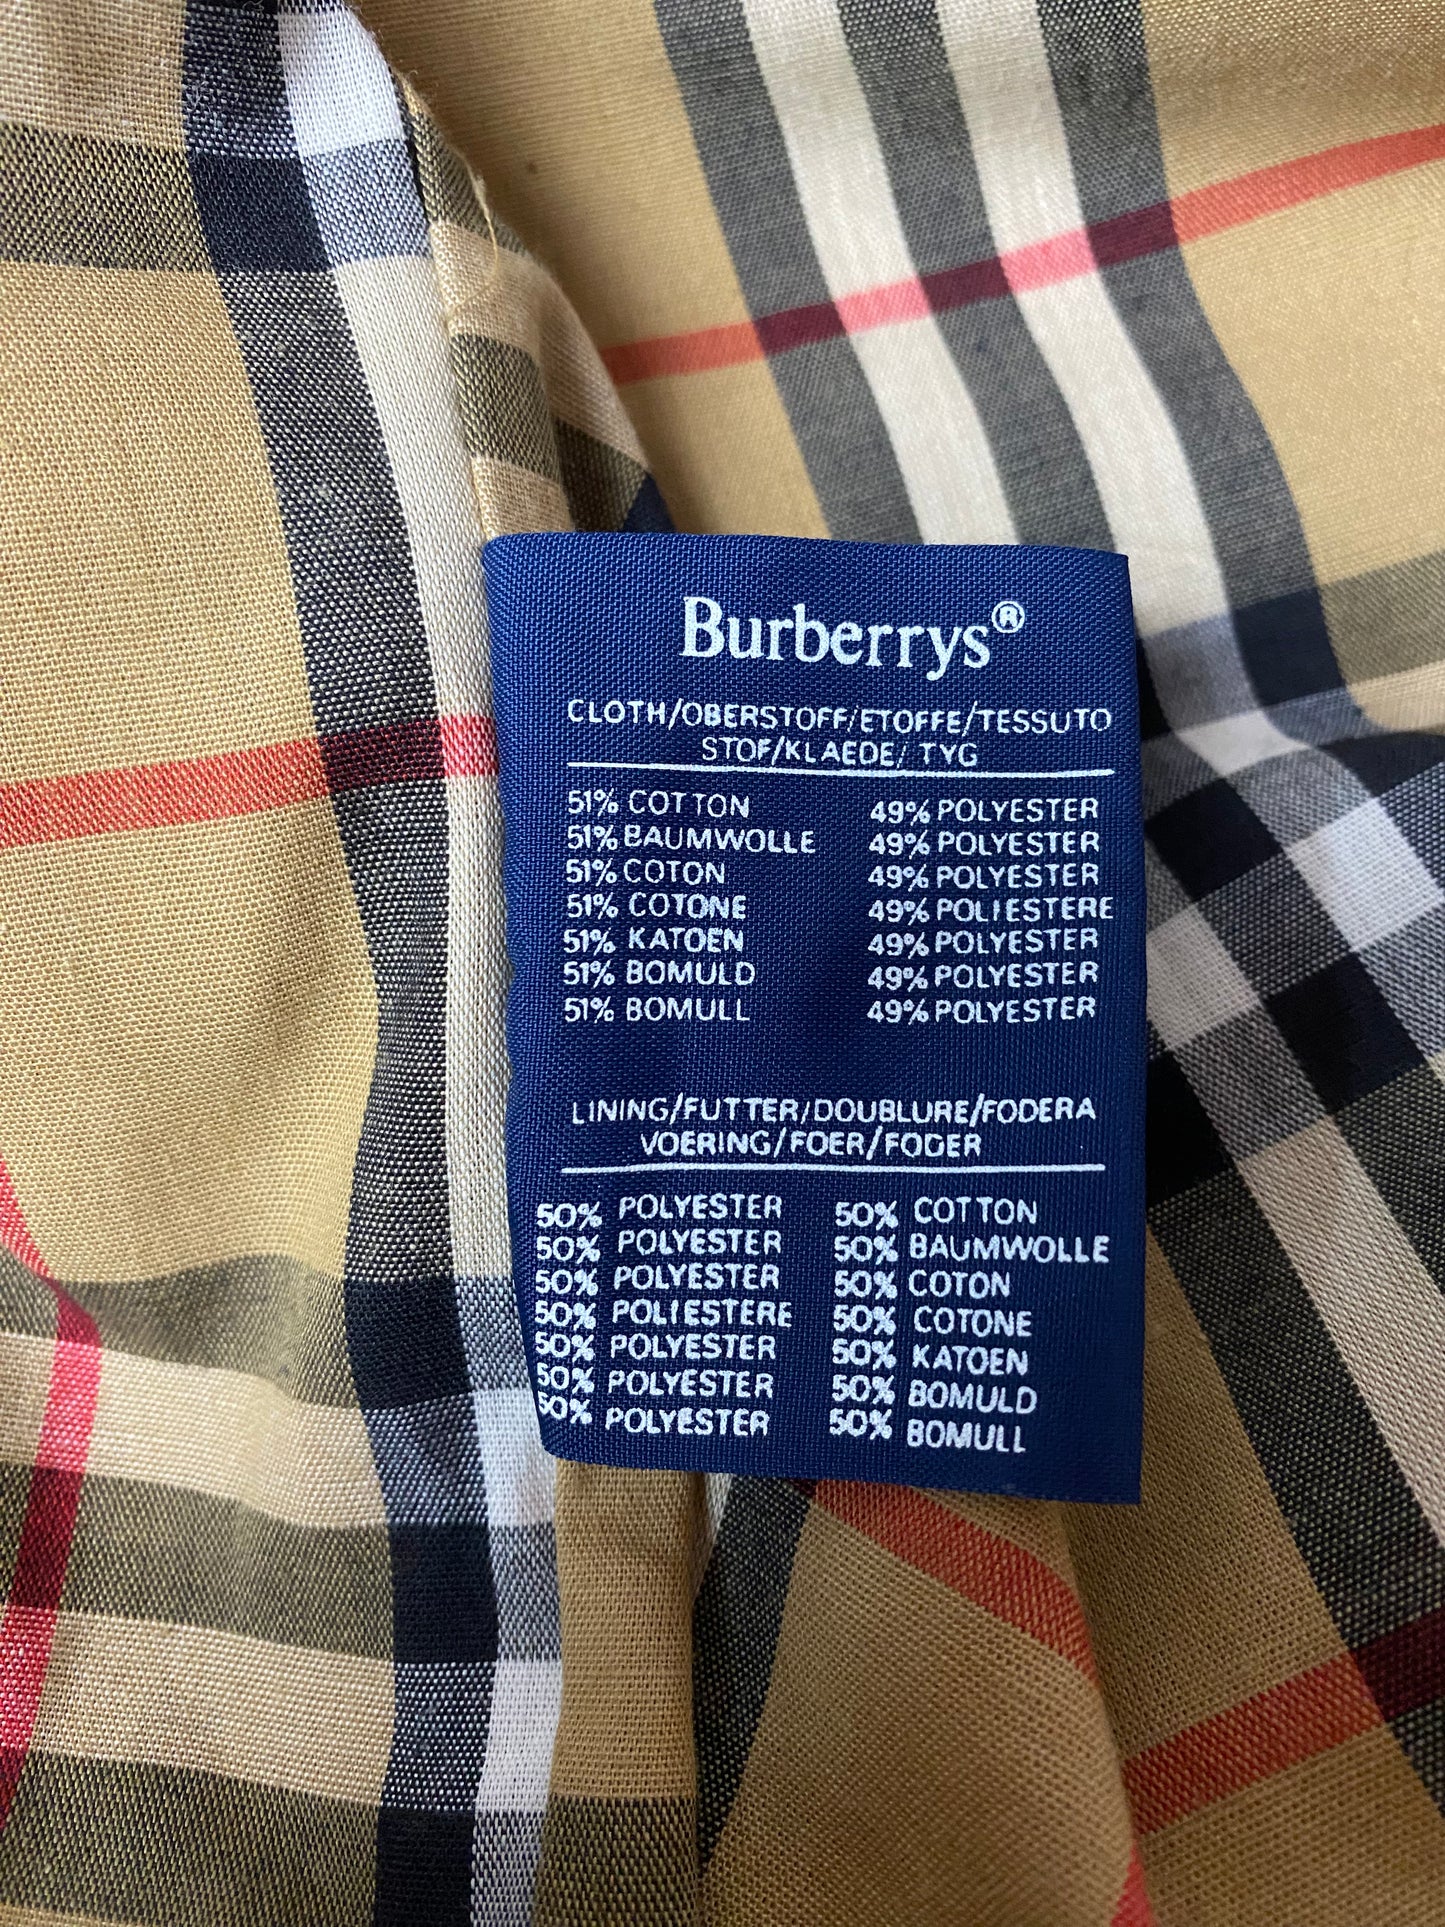 Burberrys®
CLOTH/OBERSTOFF/ETOFFE/TESSUTO
STOF/KLAEDE/ TYG
51% COTTON 49% POLYESTER
51% BAUMWOLLE 49% POLYESTER
51% COTON 49% POLYESTER
51% COTONE 49% POLIESTERE
51% KATOEN 49% POLYESTER
51% BOMULD 49% POLYESTER
51% BOMULL 49% POLYESTER
LINING/FUTTER/DOUBLURE/FODERA
VOERING/FOER/FODER
50% POLYESTER 50% COTTON
50% POLYESTER 50% BAUMWOLLE
50% POLYESTER 50% COTON
50% POLIESTERE 50% COTONE
50% POLYESTER 50% KATOEN
50% POLYESTER 50% BOMULD
50% POLYESTER 50% BOMULL